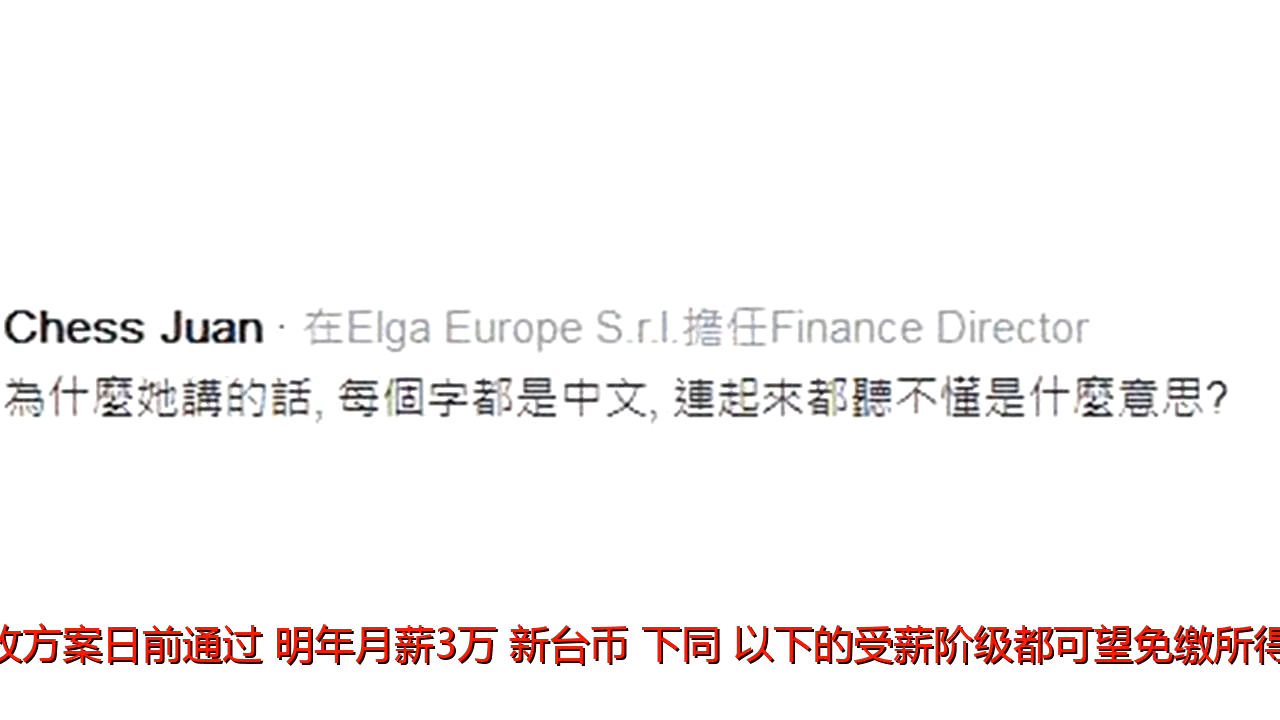 Chess Juan · 在Elga Europe S.r.l.擔任Finance Director
為什麼她講的話, 每個字都是中文, 連起來都聽不懂是什麼意思?
方案日前通过 明年月薪3万 新台币 下同 以下的受薪阶级都可望免缴所得